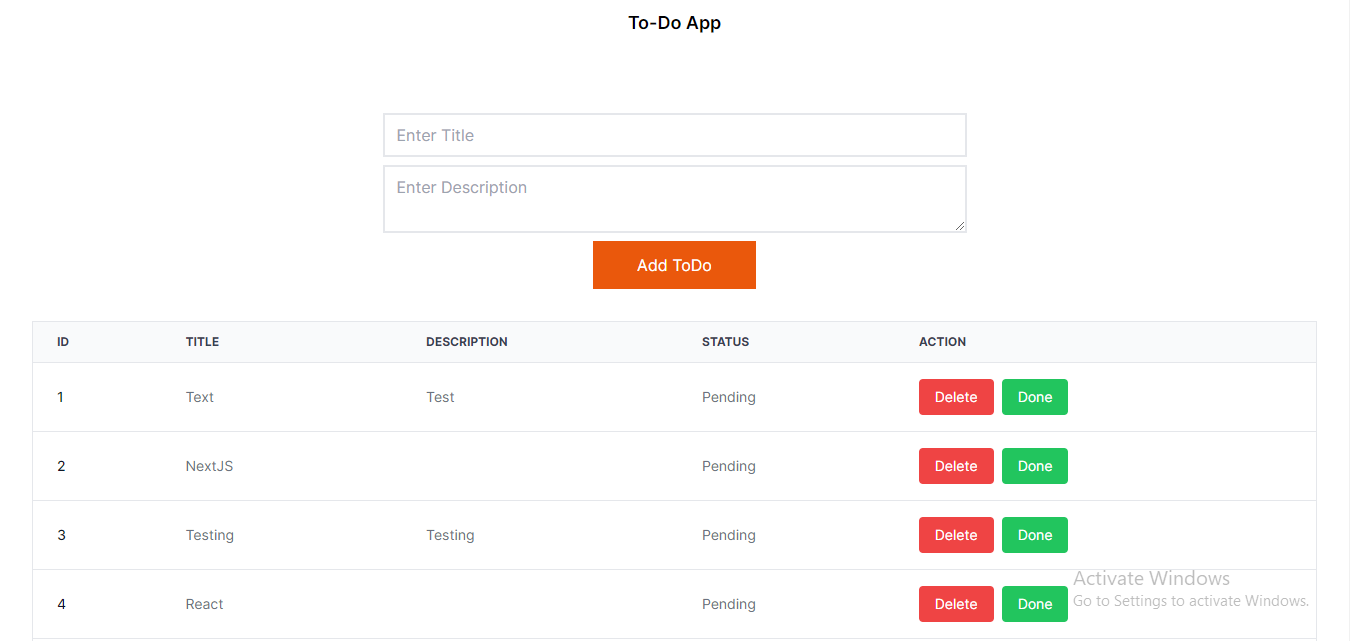 To-Do App
Enter Title
Enter Description
Add ToDo
ID TITLE DESCRIPTION STATUS ACTION
1 Text Test Pending Delete Done
2 NextJS Pending Delete Done
3 Testing Testing Pending Delete Done
4 React Pending Delete Done
Activate Windows
Go to Settings to activate Windows.